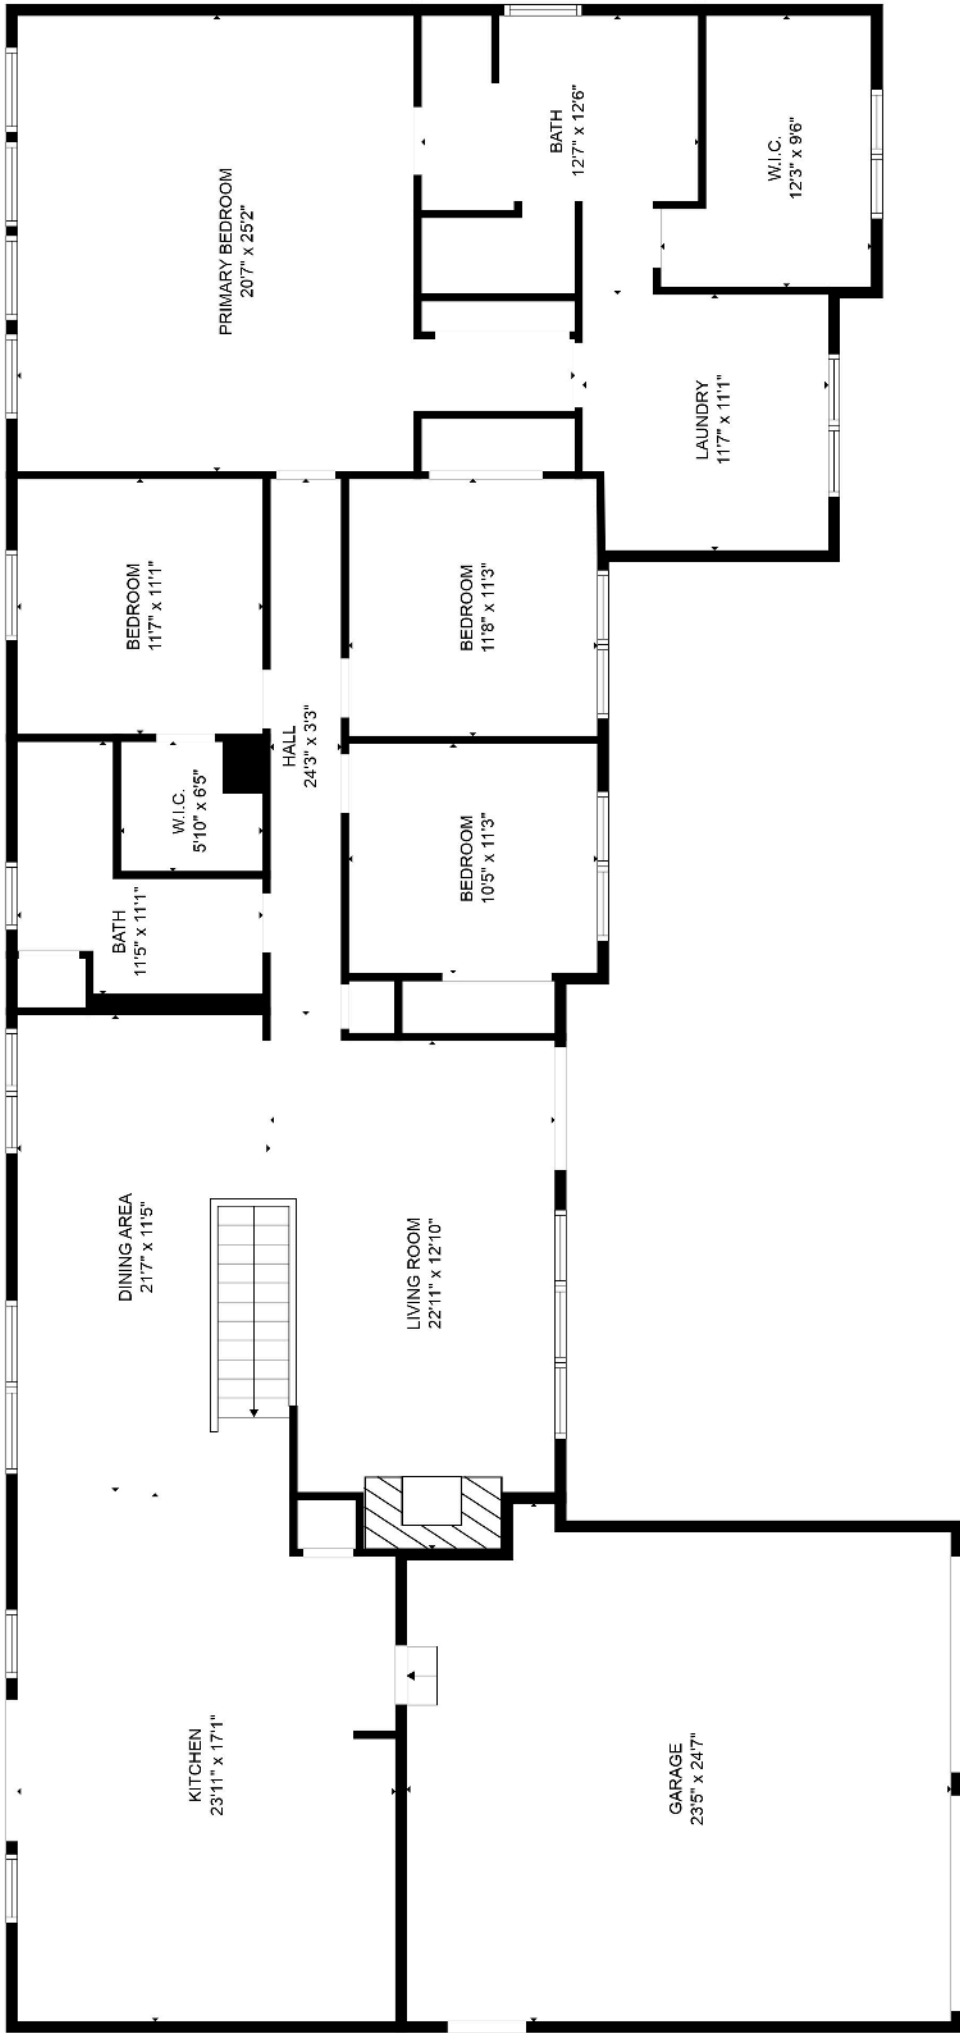 PRIMARY BEDROOM
20'7" x 25'2"
BATH
12'7" x 12'6"
W.I.C.
12'3" x 9'6"
LAUNDRY
11'7" x 11'1"
BEDROOM
11'7" x 11'1"
BEDROOM
11'8" x 11'3"
HALL
24'3" x 3'3"
W.I.C.
5'10" x 6'5"
BATH
11'5" x 11'1"
BEDROOM
10'5" x 11'3"
DINING AREA
21'7" x 11'5"
LIVING ROOM
22'11" x 12'10"
KITCHEN
23'11" x 17'1"
GARAGE
23'5" x 24'7"